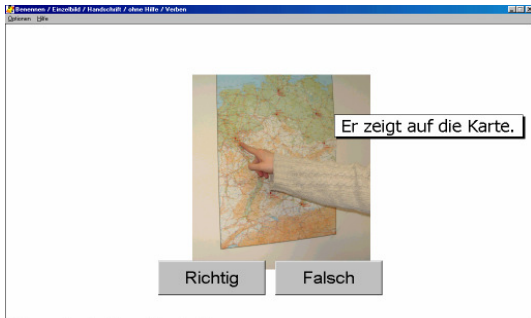 Benennen / Einzelbild / Handschrift / ohne Hilfe / Verben
Optionen Hilfe
Er zeigt auf die Karte.
Richtig Falsch